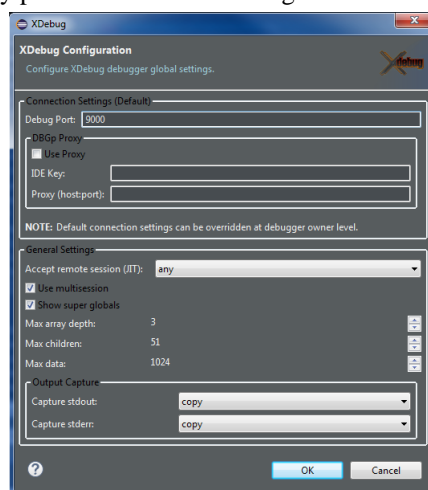 XDebug
XDebug Configuration
Configure XDebug debugger global settings.
Xdebug
Connection Settings (Default)
Debug Port: 9000
DBGp Proxy
Use Proxy
IDE Key:
Proxy (host:port):
NOTE: Default connection settings can be overridden at debugger owner level.
General Settings
Accept remote session (JIT): any
Use multisession
Show super globals
Max array depth: 3
Max children: 51
Max data: 1024
Output Capture
Capture stdout: copy
Capture stderr: copy
? OK Cancel